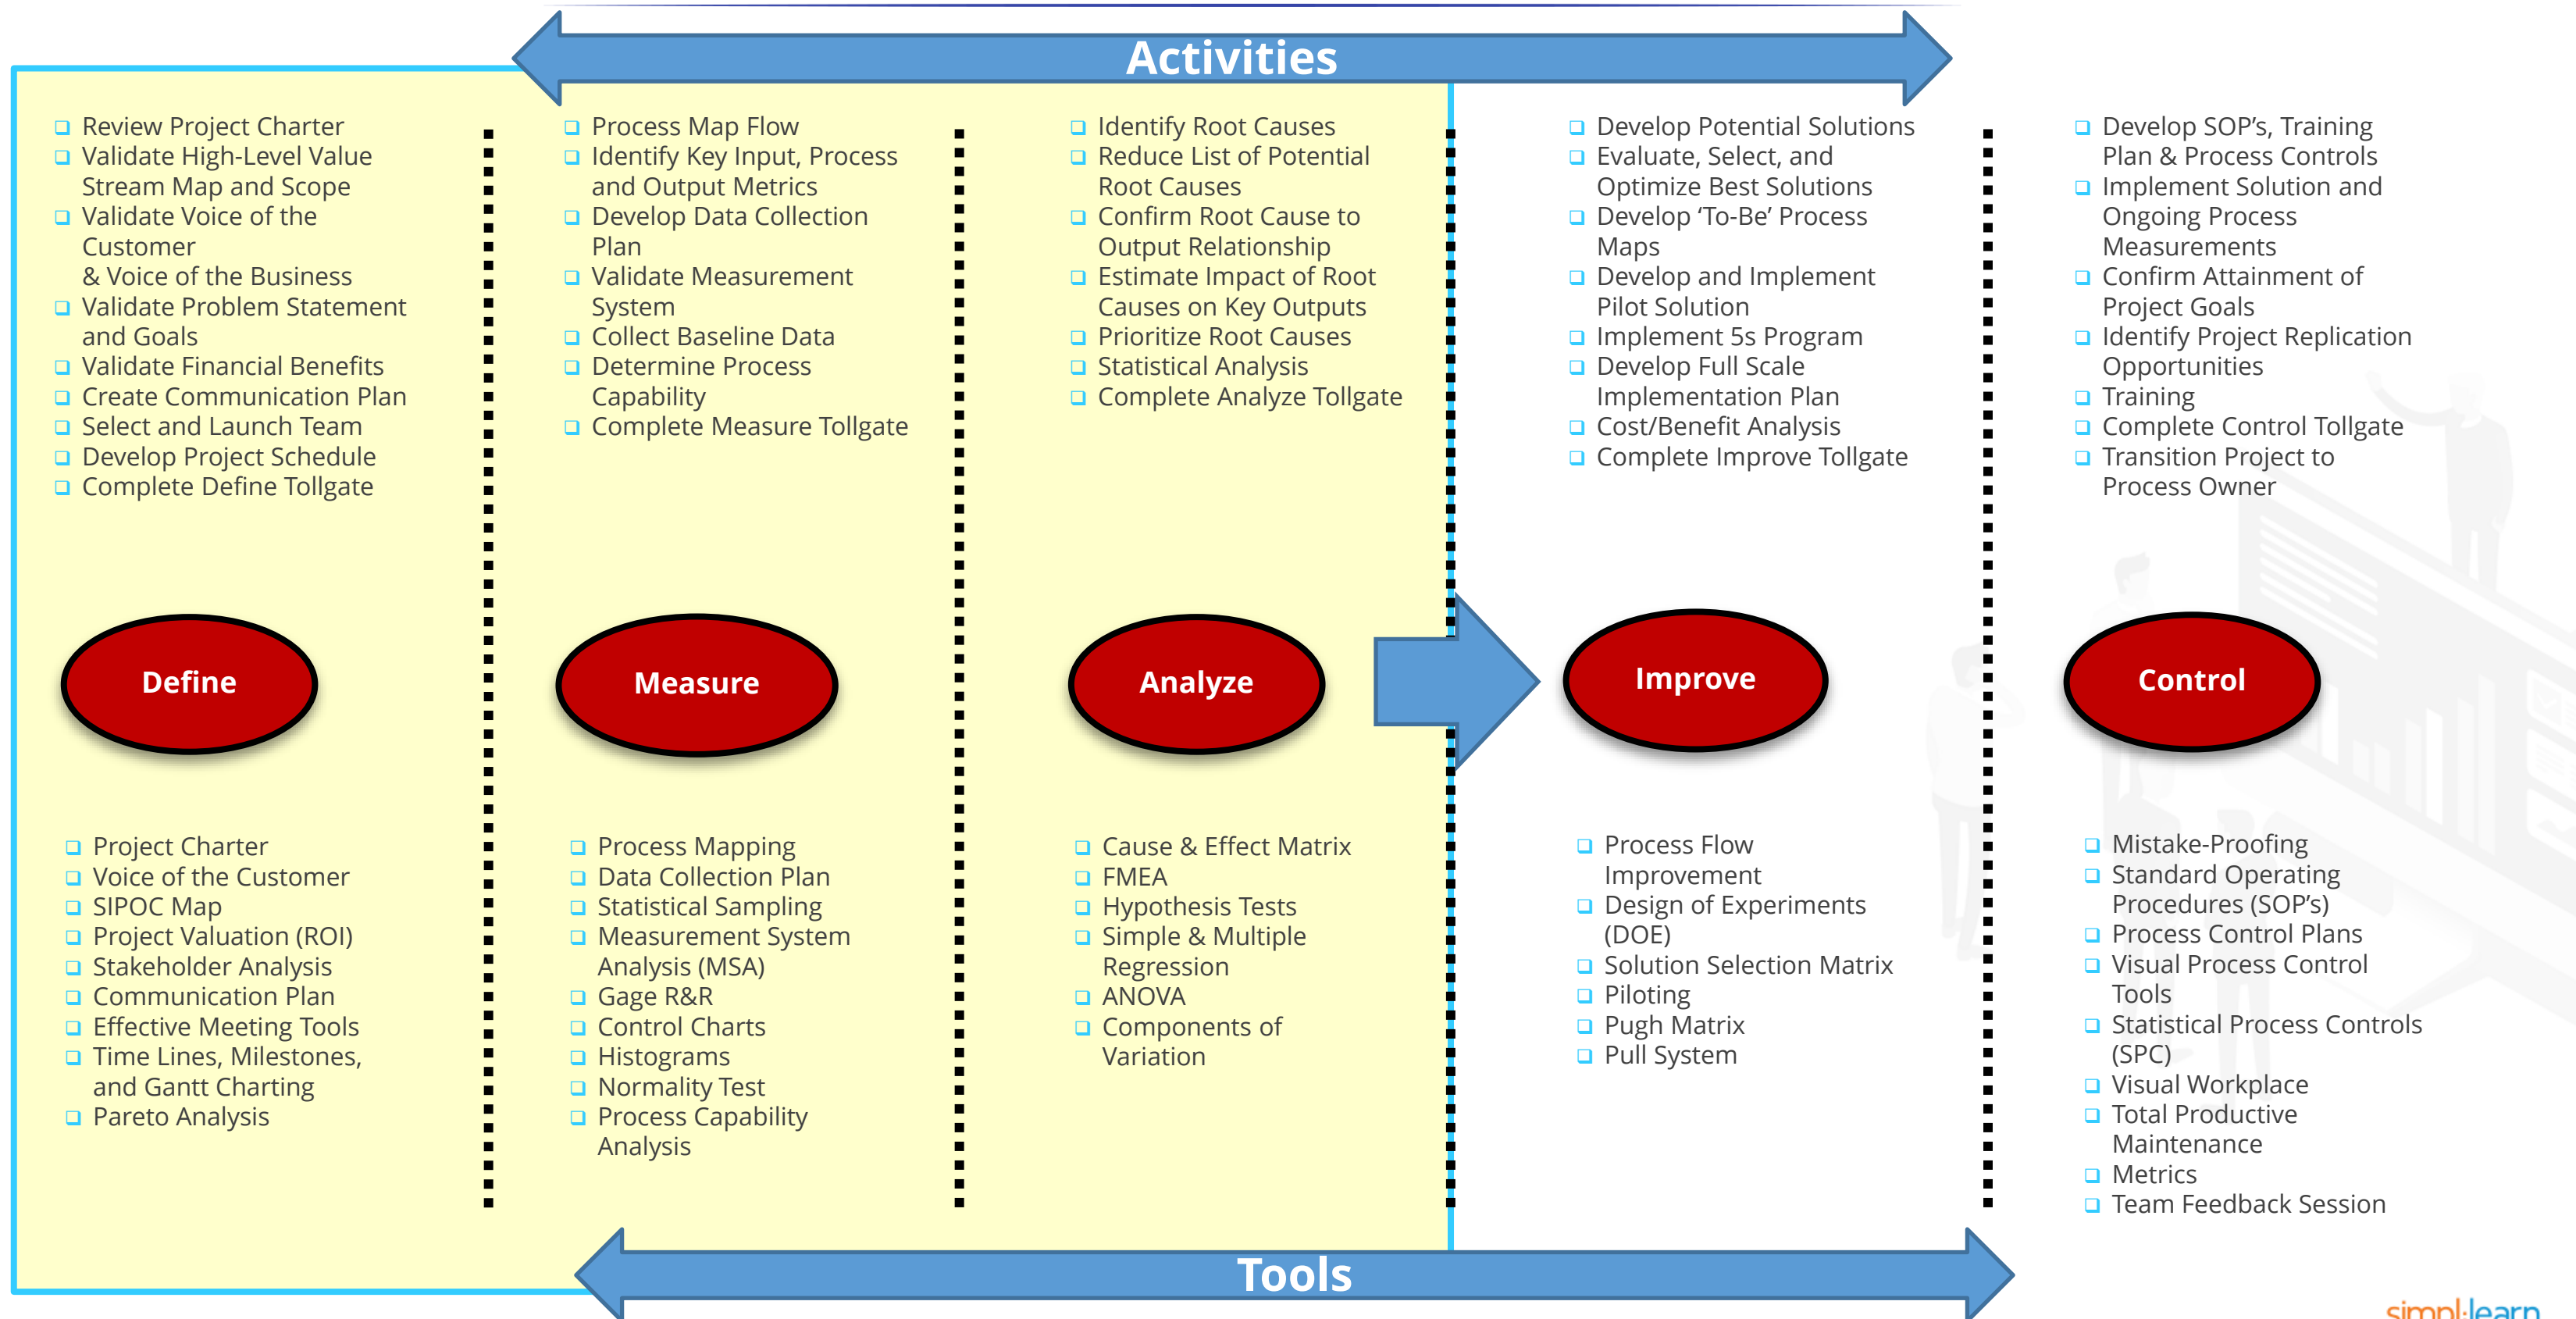 Activities
Review Project Charter
Validate High-Level Value
Stream Map and Scope
Validate Voice of the
Customer
& Voice of the Business
Validate Problem Statement
and Goals
Validate Financial Benefits
Create Communication Plan
Select and Launch Team
Develop Project Schedule
Complete Define Tollgate
Process Map Flow
Identify Key Input, Process
and Output Metrics
Develop Data Collection
Plan
Validate Measurement
System
Collect Baseline Data
Determine Process
Capability
Complete Measure Tollgate
Identify Root Causes
Reduce List of Potential
Root Causes
Confirm Root Cause to
Output Relationship
Estimate Impact of Root
Causes on Key Outputs
Prioritize Root Causes
Statistical Analysis
Complete Analyze Tollgate
Develop Potential Solutions
Evaluate, Select, and
Optimize Best Solutions
Develop ‘To-Be’ Process
Maps
Develop and Implement
Pilot Solution
Implement 5s Program
Develop Full Scale
Implementation Plan
Cost/Benefit Analysis
Complete Improve Tollgate
Develop SOP’s, Training
Plan & Process Controls
Implement Solution and
Ongoing Process
Measurements
Confirm Attainment of
Project Goals
Identify Project Replication
Opportunities
Training
Complete Control Tollgate
Transition Project to
Process Owner
Define
Measure
Analyze
Improve
Control
Project Charter
Voice of the Customer
SIPOC Map
Project Valuation (ROI)
Stakeholder Analysis
Communication Plan
Effective Meeting Tools
Time Lines, Milestones,
and Gantt Charting
Pareto Analysis
Process Mapping
Data Collection Plan
Statistical Sampling
Measurement System
Analysis (MSA)
Gage R&R
Control Charts
Histograms
Normality Test
Process Capability
Analysis
Cause & Effect Matrix
FMEA
Hypothesis Tests
Simple & Multiple
Regression
ANOVA
Components of
Variation
Process Flow
Improvement
Design of Experiments
(DOE)
Solution Selection Matrix
Piloting
Pugh Matrix
Pull System
Mistake-Proofing
Standard Operating
Procedures (SOP’s)
Process Control Plans
Visual Process Control
Tools
Statistical Process Controls
(SPC)
Visual Workplace
Total Productive
Maintenance
Metrics
Team Feedback Session
Tools
simplilearn